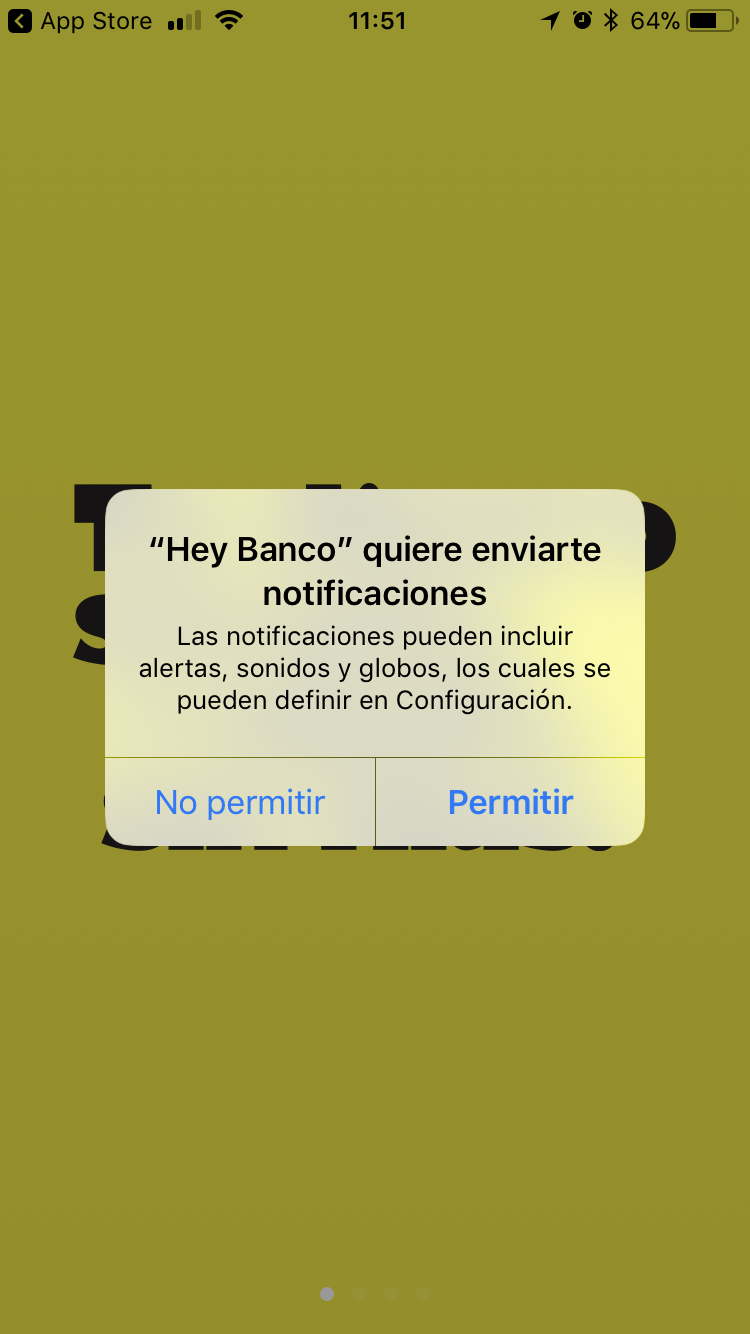 App Store 11:51 64%
“Hey Banco” quiere enviarte
notificaciones
Las notificaciones pueden incluir
alertas, sonidos y globos, los cuales se
pueden definir en Configuración.
No permitir Permitir